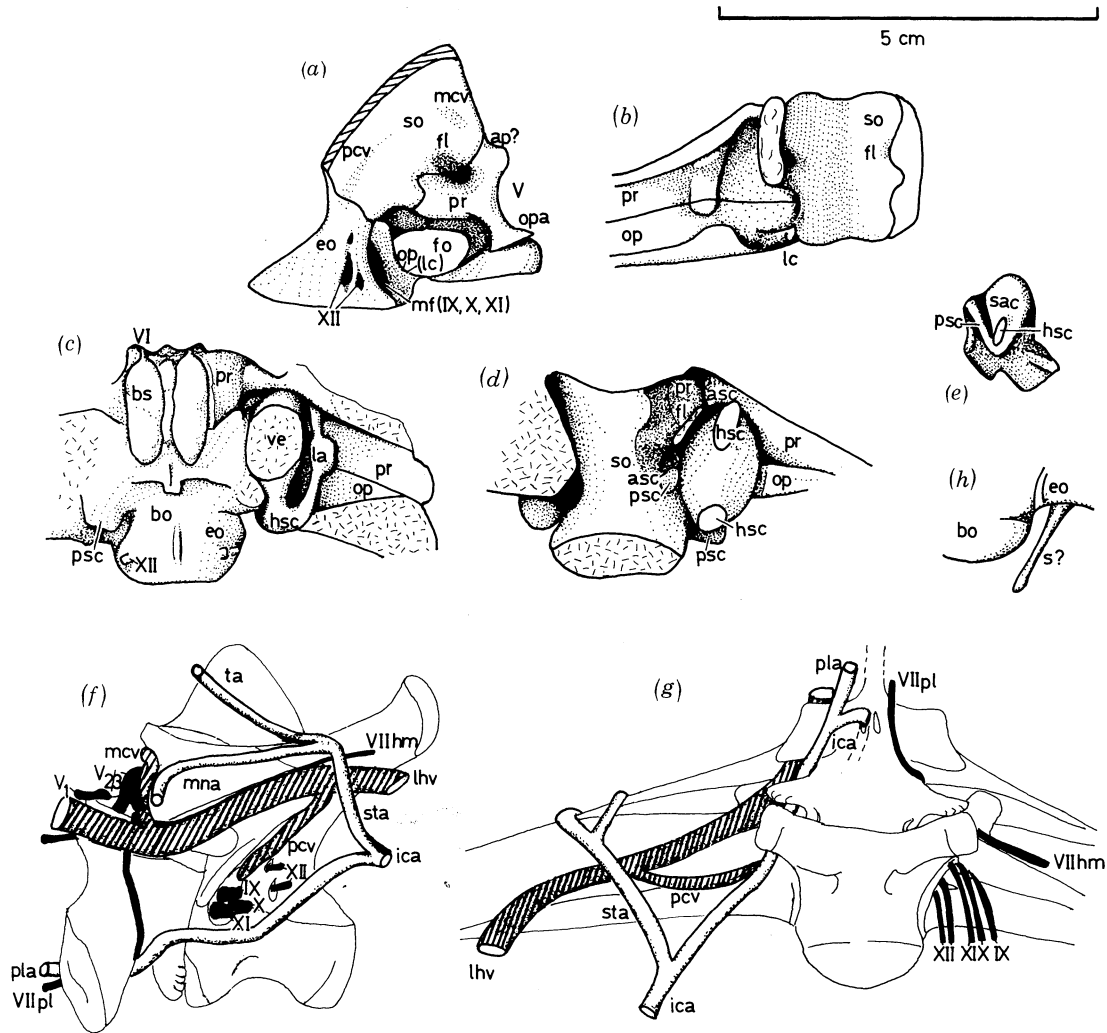 5 cm
(a)
mcv
so
ap?
fl
pcv
V
pr
opa
eo
fo
op(lc)
XII
mf(IX, X, XI)
(b)
so
fl
pr
op
lc
(c)
VI
bs
pr
ve
la
pr
op
bo
eo
hsc
psc
XII
(d)
pr
asc
fl
hsc
pr
so
asc
op
psc
hsc
psc
sac
psc
hsc
(e)
(h)
eo
bo
s?
(f)
ta
mcv
VIIhm
V1
V23
mna
lhv
sta
pcv
ica
XII
IX
X
XI
pla
VIIpl
(g)
pla
VIIpl
ica
VIIhm
pcv
sta
lhv
XII XIX IX
ica